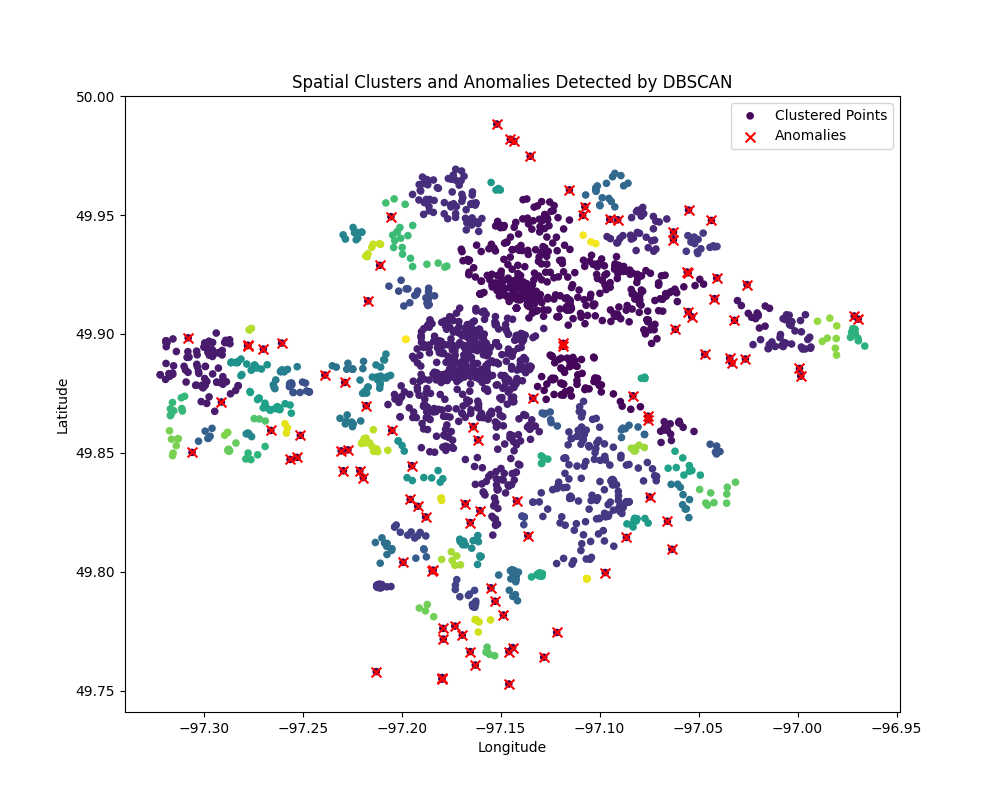 Spatial Clusters and Anomalies Detected by DBSCAN
Clustered Points
Anomalies
50.00
49.95
49.90
49.85
49.80
49.75
Latitude
−97.30 −97.25 −97.20 −97.15 −97.10 −97.05 −97.00 −96.95
Longitude